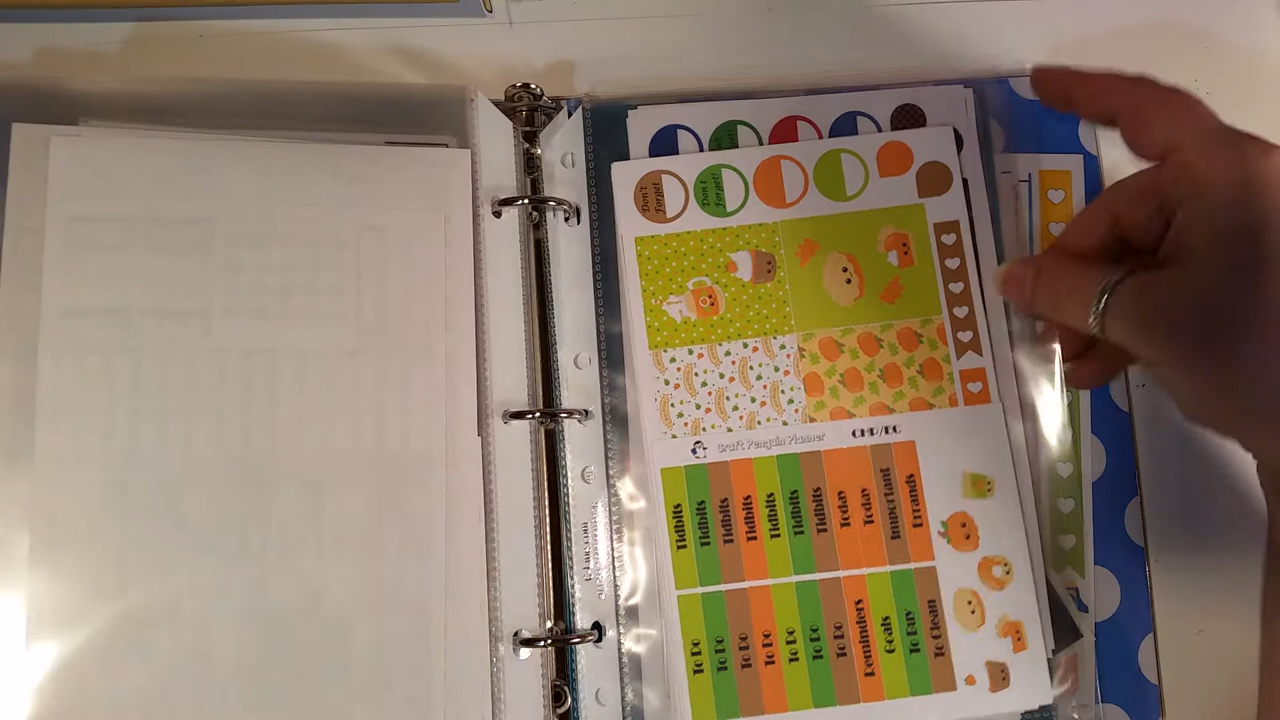 Don't
Forget!
Don't
Forget!
Craft Penguin Planner
CHP/EC
Tidbits
Tidbits
Tidbits
Tidbits
Tidbits
Tidbits
Tidbits
Today
Today
Important
Errands
To Do
To Do
To Do
To Do
To Do
To Do
To Do
Reminders
Goals
To Buy
To Clean